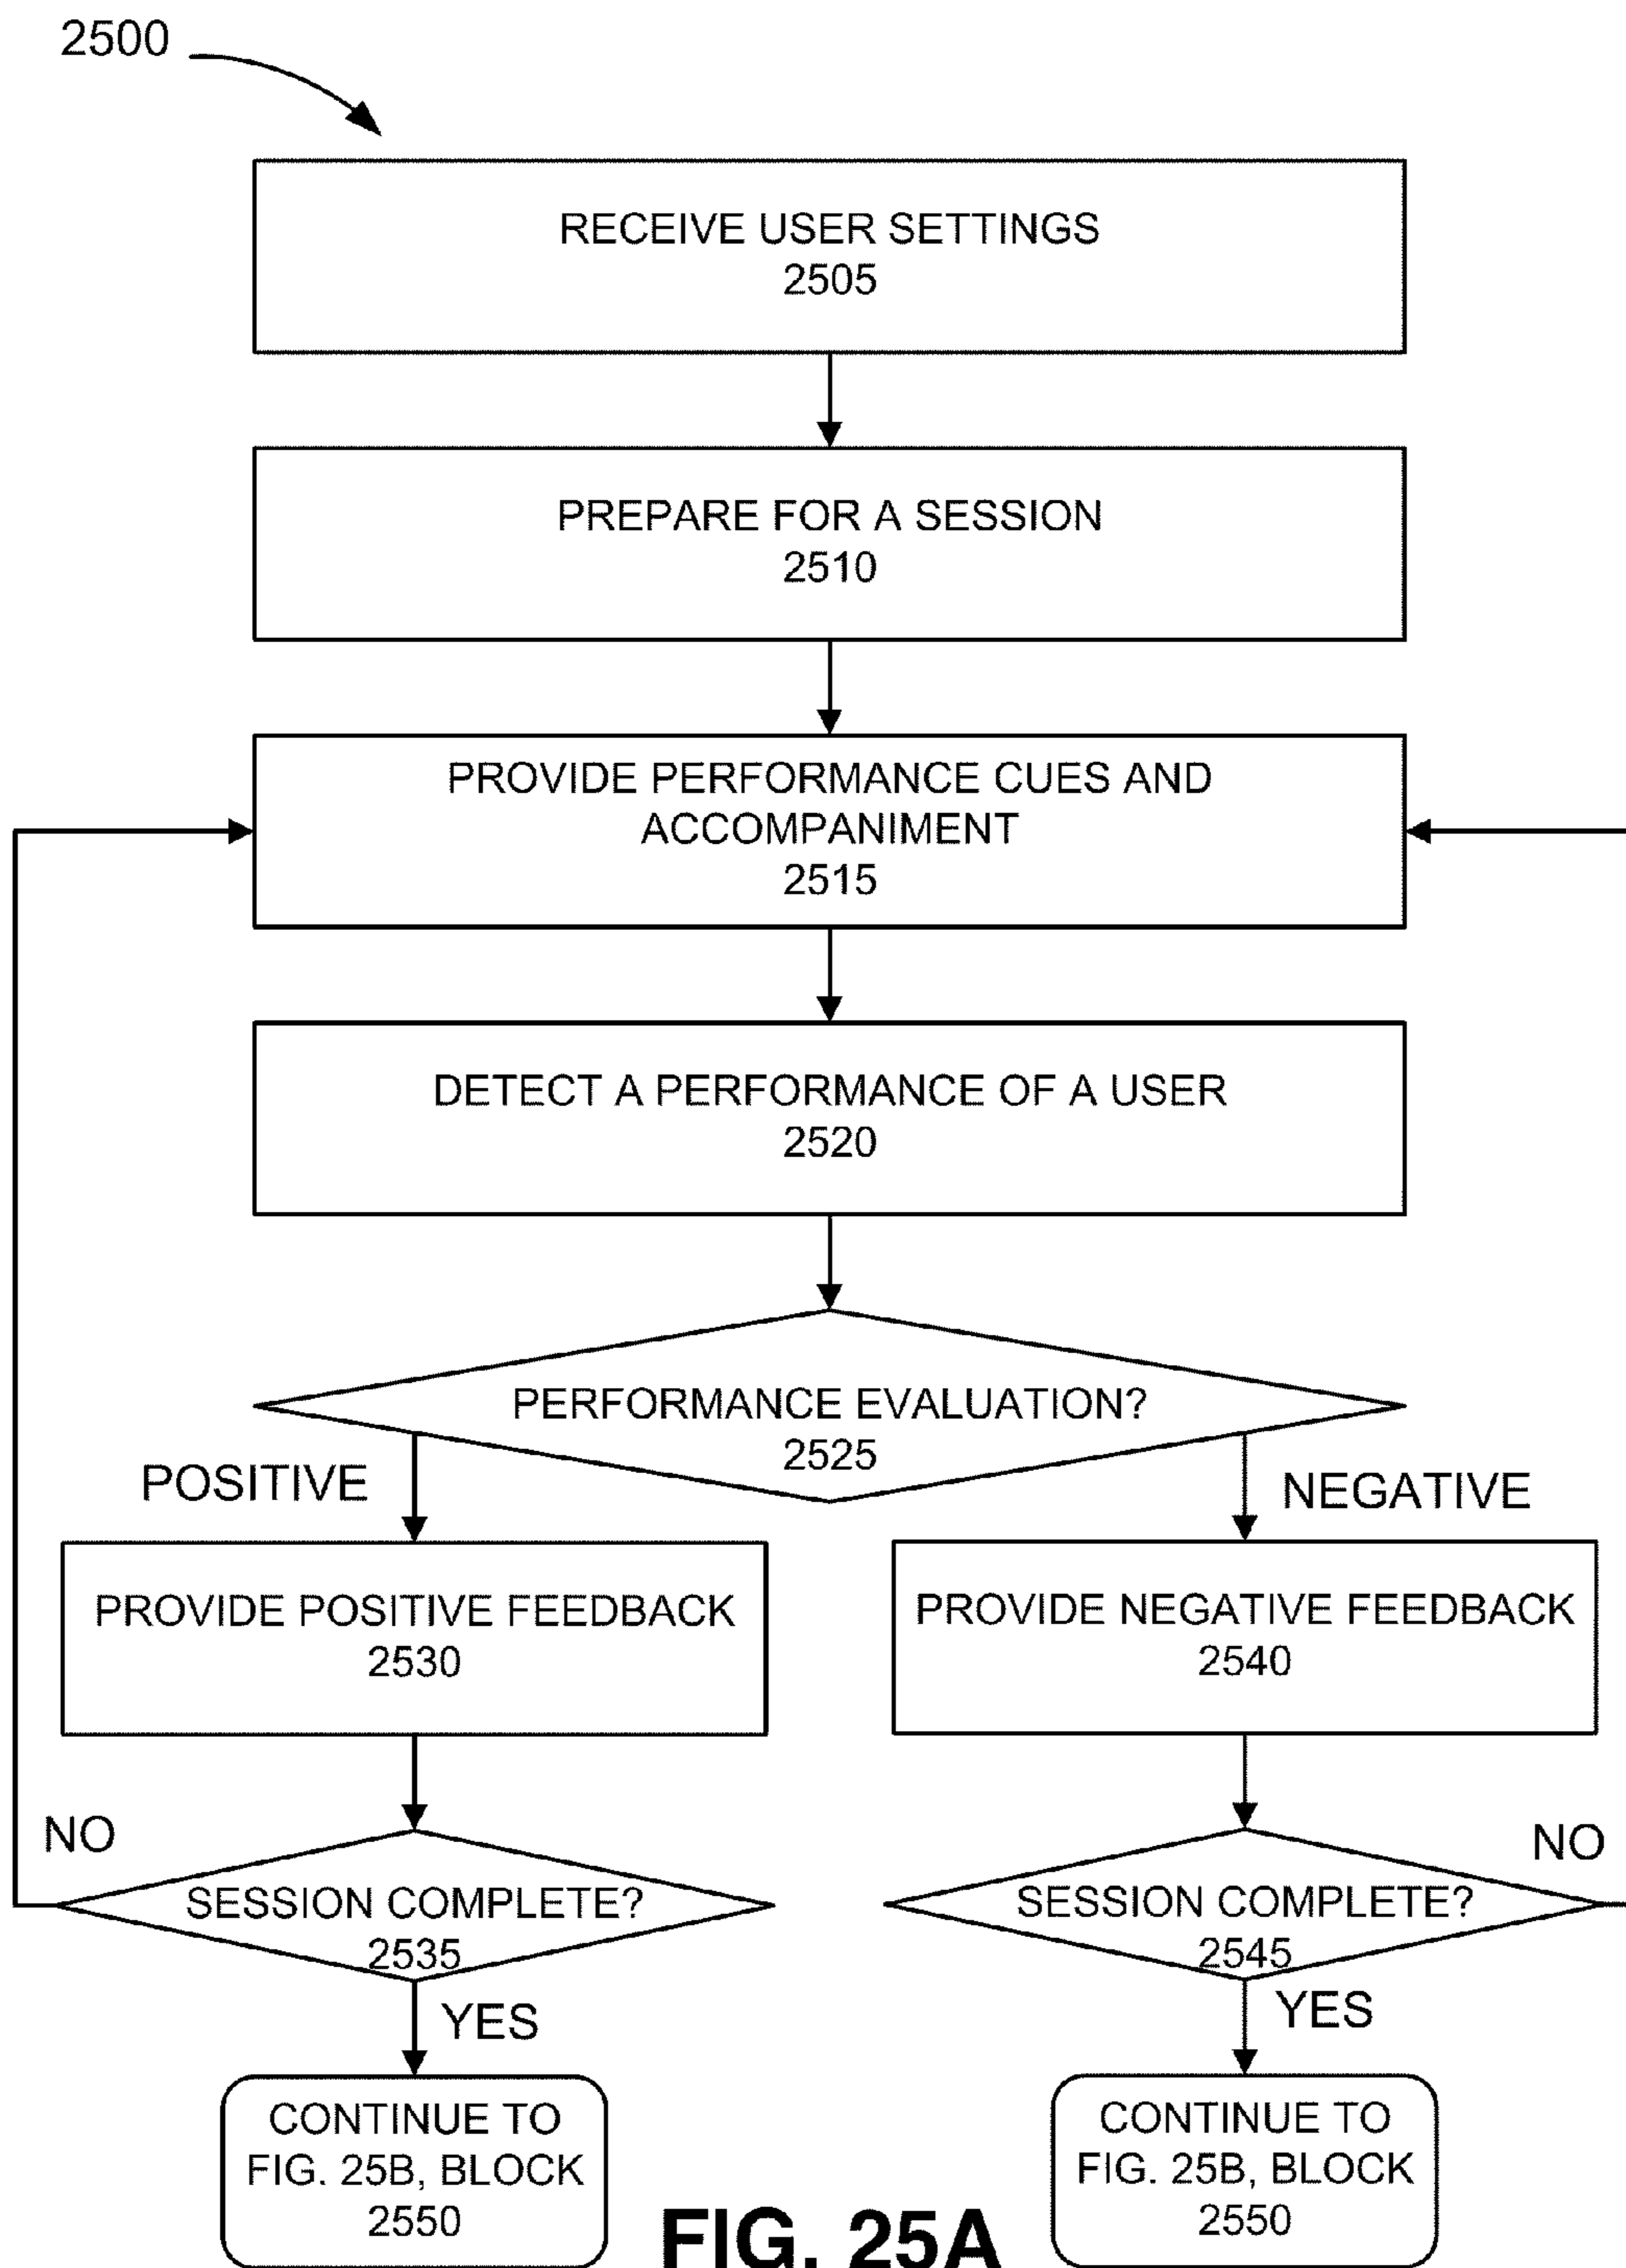 2500
RECEIVE USER SETTINGS
2505
PREPARE FOR A SESSION
2510
PROVIDE PERFORMANCE CUES AND
ACCOMPANIMENT
2515
DETECT A PERFORMANCE OF A USER
2520
PERFORMANCE EVALUATION?
2525
POSITIVE
NEGATIVE
PROVIDE POSITIVE FEEDBACK
2530
PROVIDE NEGATIVE FEEDBACK
2540
NO
NO
SESSION COMPLETE?
2535
SESSION COMPLETE?
2545
YES
YES
CONTINUE TO
FIG. 25B, BLOCK
2550
CONTINUE TO
FIG. 25B, BLOCK
2550
FIG. 25A